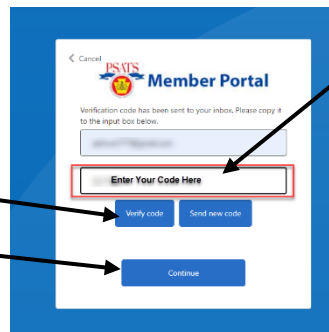 Cancel
PSATS
Member Portal
Verification code has been sent to your inbox. Please copy it
to the input box below.
Enter Your Code Here
Verify code Send new code
Continue